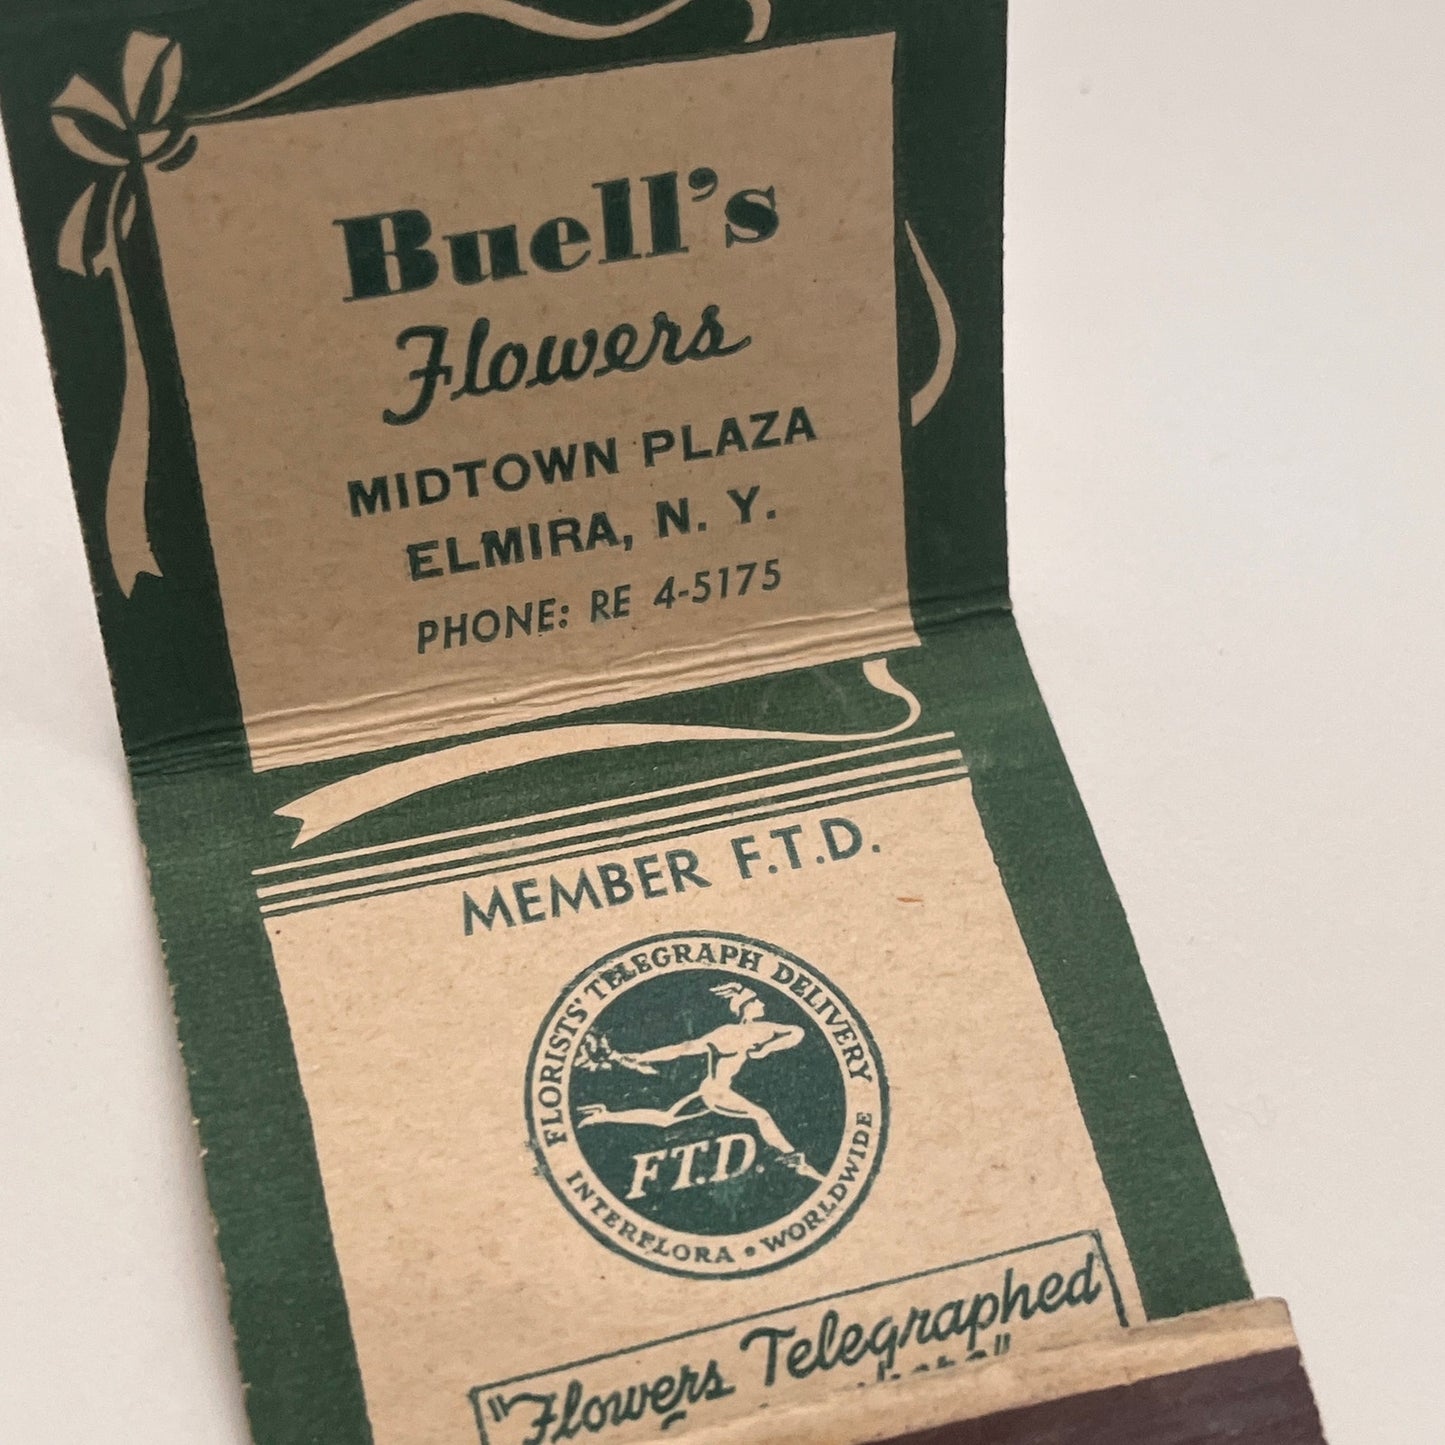 Buell's
Flowers
MIDTOWN PLAZA
ELMIRA, N. Y.
PHONE: RE 4-5175
MEMBER F.T.D.
FLORISTS' TELEGRAPH DELIVERY
F.T.D.
INTERFLORA • WORLDWIDE
"Flowers Telegraphed